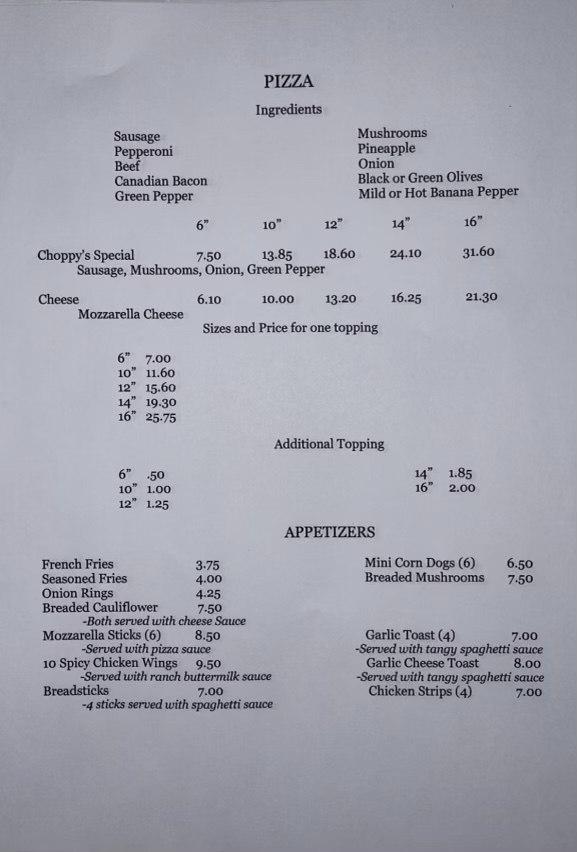 PIZZA
Ingredients
Sausage Mushrooms
Pepperoni Pineapple
Beef Onion
Canadian Bacon Black or Green Olives
Green Pepper Mild or Hot Banana Pepper
6” 10” 12” 14” 16”
Choppy’s Special 7.50 13.85 18.60 24.10 31.60
Sausage, Mushrooms, Onion, Green Pepper
Cheese 6.10 10.00 13.20 16.25 21.30
Mozzarella Cheese
Sizes and Price for one topping
6” 7.00
10” 11.60
12” 15.60
14” 19.30
16” 25.75
Additional Topping
6” .50 14” 1.85
10” 1.00 16” 2.00
12” 1.25
APPETIZERS
French Fries 3.75 Mini Corn Dogs (6) 6.50
Seasoned Fries 4.00 Breaded Mushrooms 7.50
Onion Rings 4.25
Breaded Cauliflower 7.50
-Both served with cheese Sauce
Mozzarella Sticks (6) 8.50 Garlic Toast (4) 7.00
-Served with pizza sauce -Served with tangy spaghetti sauce
10 Spicy Chicken Wings 9.50 Garlic Cheese Toast 8.00
-Served with ranch buttermilk sauce -Served with tangy spaghetti sauce
Breadsticks 7.00 Chicken Strips (4) 7.00
-4 sticks served with spaghetti sauce